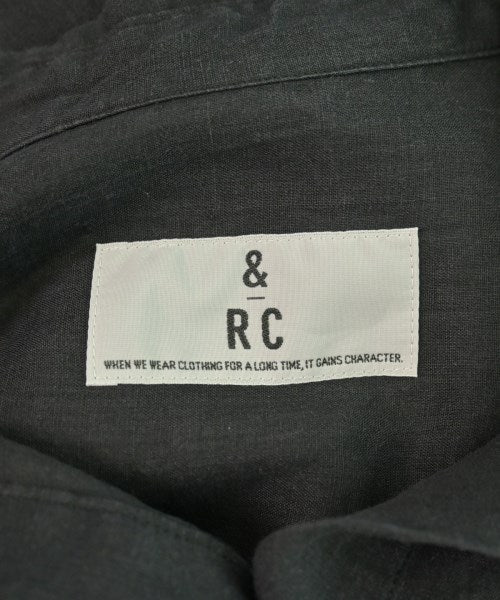 &
RC
WHEN WE WEAR CLOTHING FOR A LONG TIME, IT GAINS CHARACTER.